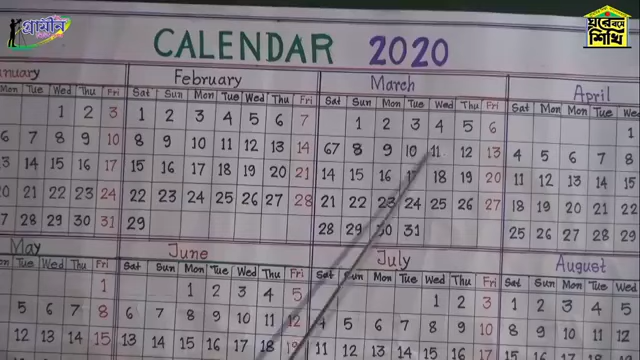 গ্রামীন
ঘরে বসে
শিখি
CALENDAR 2020
nuary February March April
Mon Tue Wed Thu Fri Sat Sun Mon Tue Wed Thu Fri Sat Sun Mon Tue Wed Thu Fri Sat Mon Mon Tue We
1 2 3 1 2 3 4 5 6 7 1 2 3 4 5 6 1
6 7 8 9 10 8 9 10 11 12 13 14 67 8 9 10 11 12 13 4 5 6 7 8
3 14 15 16 17 15 16 17 18 19 20 21 14 15 16 17 18 19 20 11 12 13 14 15
20 21 22 23 24 22 23 24 25 26 27 28 21 22 23 24 25 26 27 18 19 20 21 22
27 28 29 30 31 29 28 29 30 31 25 26 27 28 29
May June July August
on Tue Wed Thu Fri Sat Sun Mon Tue Wed Thu Fri Sat Sun Mon Tue Wed Thu Fri Sat Sun Mon Tue Wed
1 1 2 3 4 5 1 2 3 1 2 3 4 5
5 6 7 8 6 7 8 9 10 11 12 4 5 6 7 8 9 10 8 9 10 11 12
12 13 14 15 13 14 15 16 17 18 19 11 12 13 14 15 16 17